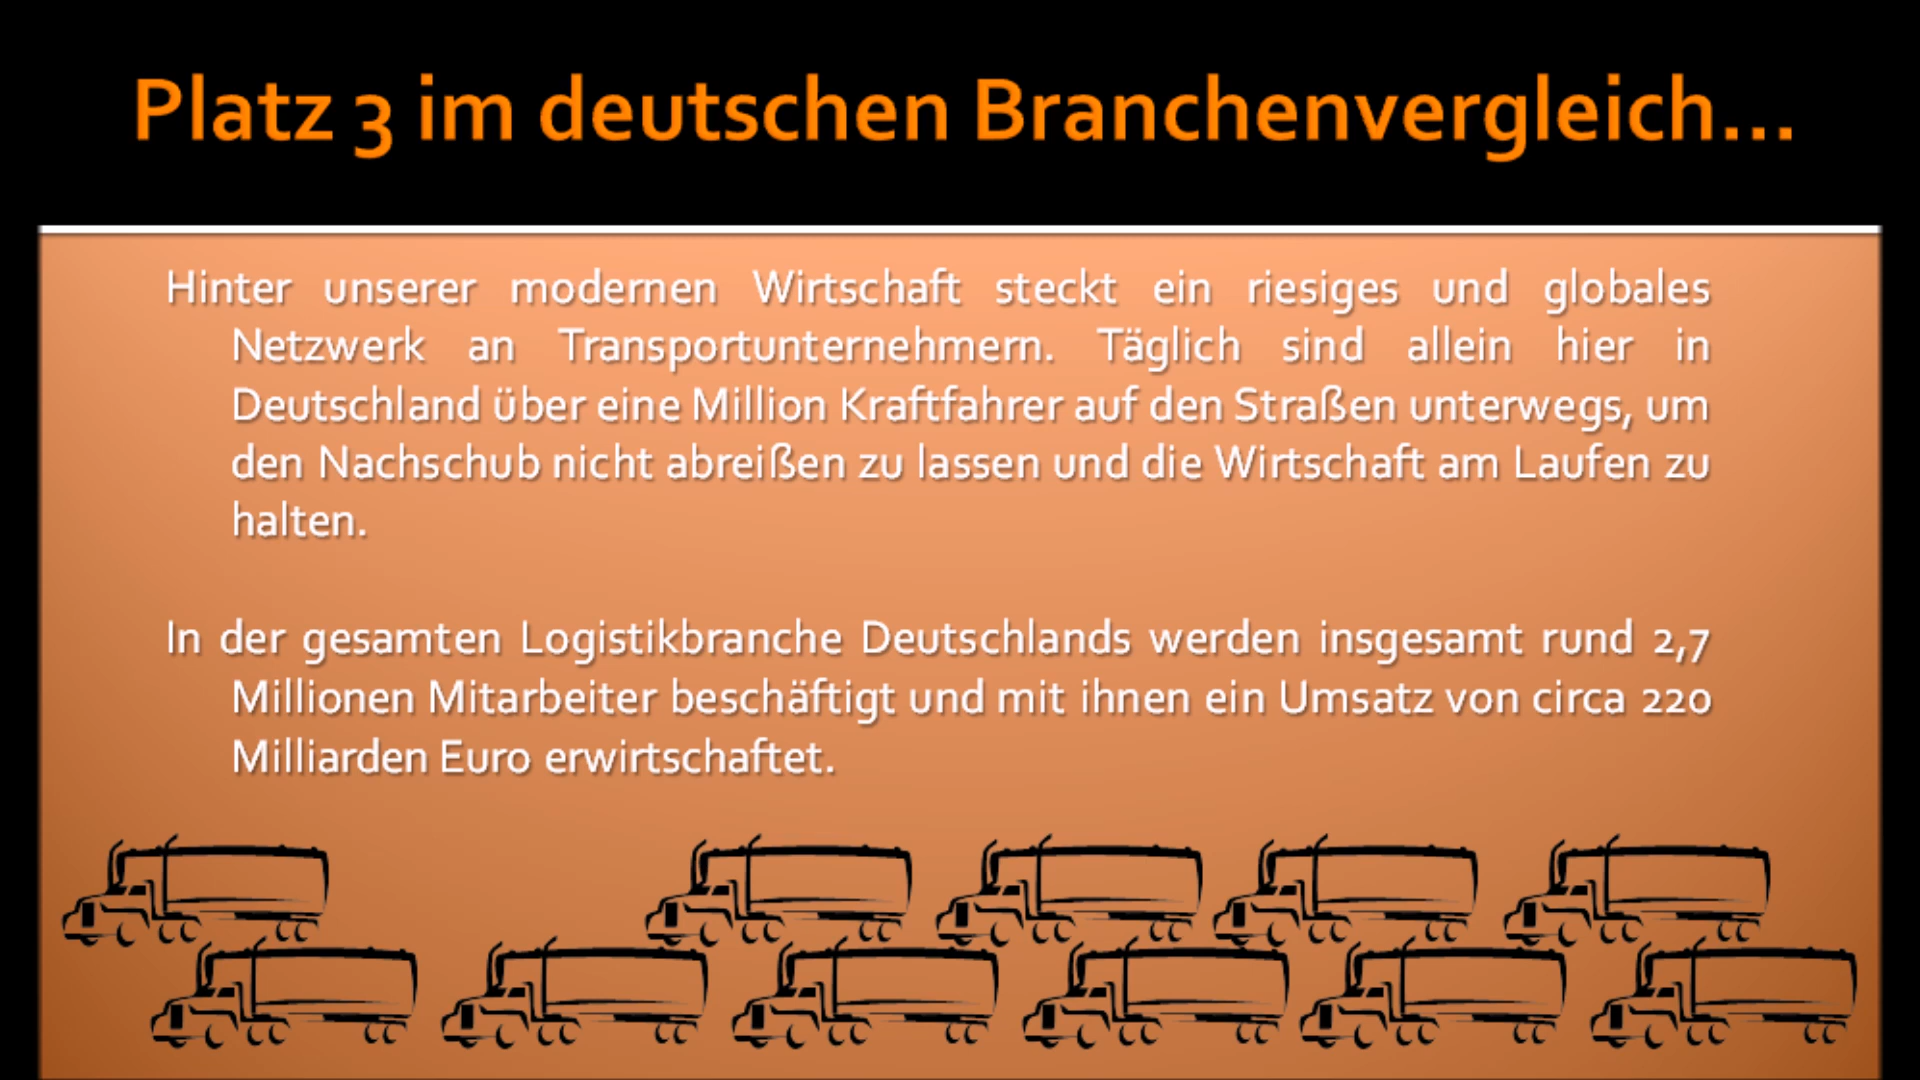 Platz 3 im deutschen Branchenvergleich...
Hinter unserer modernen Wirtschaft steckt ein riesiges und globales
Netzwerk an Transportunternehmern. Täglich sind allein hier in
Deutschland über eine Million Kraftfahrer auf den Straßen unterwegs, um
den Nachschub nicht abreißen zu lassen und die Wirtschaft am Laufen zu
halten.
In der gesamten Logistikbranche Deutschlands werden insgesamt rund 2,7
Millionen Mitarbeiter beschäftigt und mit ihnen ein Umsatz von circa 220
Milliarden Euro erwirtschaftet.